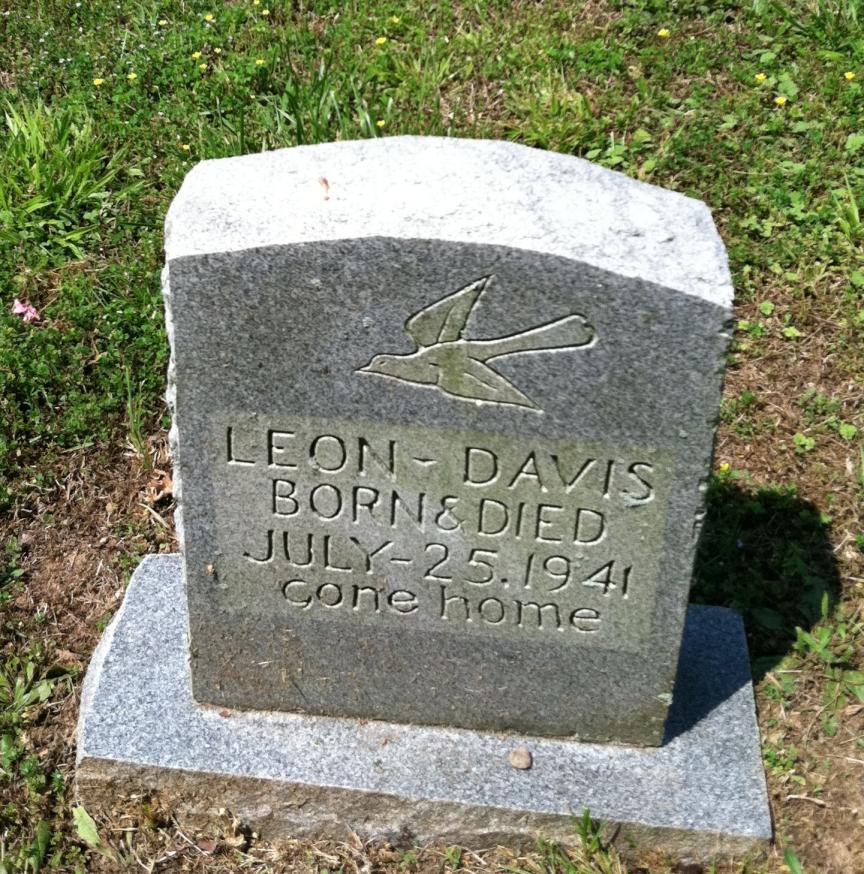 LEON - DAVIS
BORN & DIED
JULY - 25. 1941
gone home